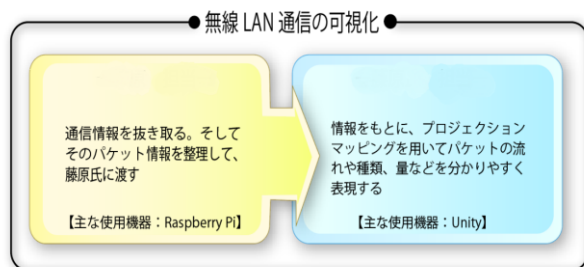 無線 LAN 通信の可視化
通信情報を抜き取る。そして
そのパケット情報を整理して、
藤原氏に渡す
【主な使用機器：Raspberry Pi】
情報をもとに、プロジェクション
マッピングを用いてパケットの流
れや種類、量などを分かりやすく
表現する
【主な使用機器：Unity】